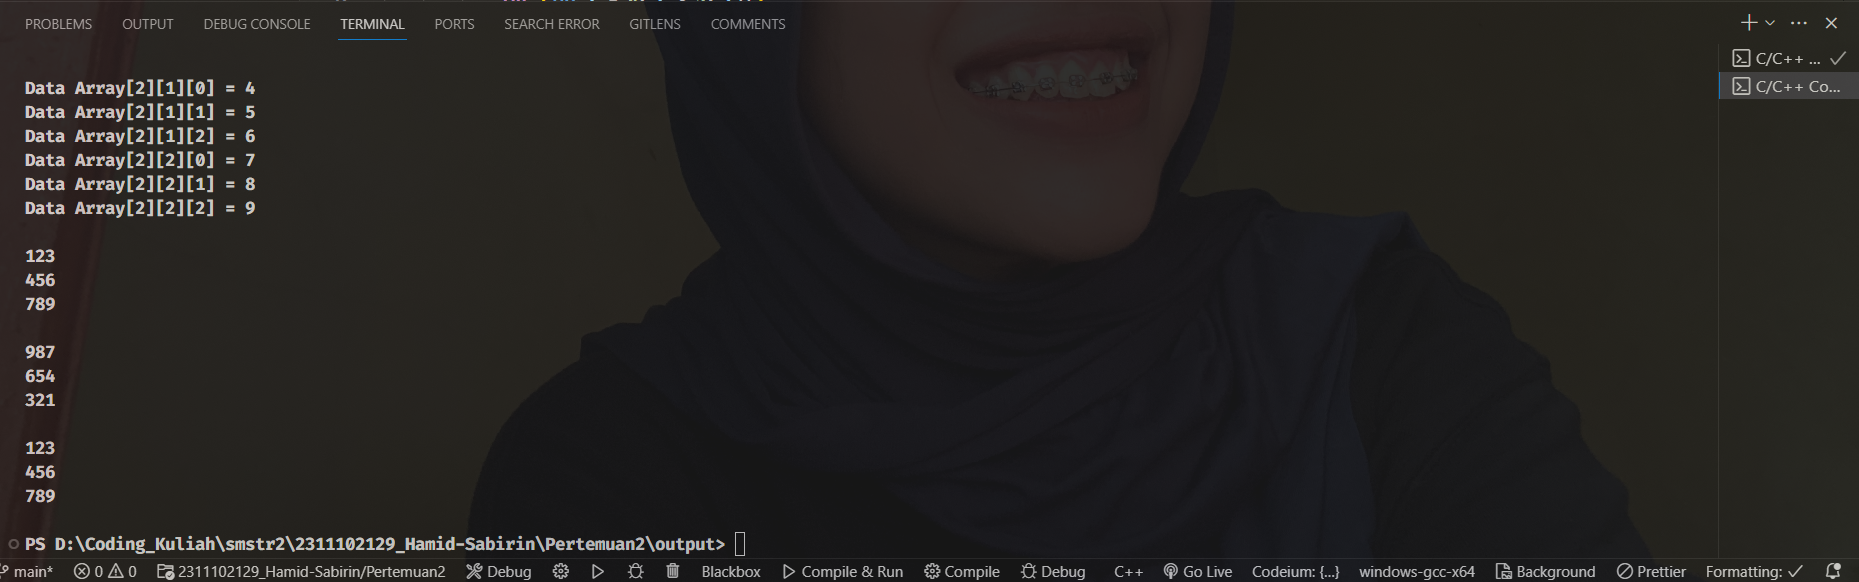 PROBLEMS OUTPUT DEBUG CONSOLE TERMINAL PORTS SEARCH ERROR GITLENS COMMENTS
C/C++ ...
C/C++ Co...
Data Array[2][1][0] = 4
Data Array[2][1][1] = 5
Data Array[2][1][2] = 6
Data Array[2][2][0] = 7
Data Array[2][2][1] = 8
Data Array[2][2][2] = 9
123
456
789
987
654
321
123
456
789
PS D:\Coding_Kuliah\smstr2\2311102129_Hamid-Sabirin\Pertemuan2\output>
main* 0 0 2311102129_Hamid-Sabirin/Pertemuan2 Debug Blackbox Compile & Run Compile Debug C++ Go Live Codeium: {...} windows-gcc-x64 Background Prettier Formatting: